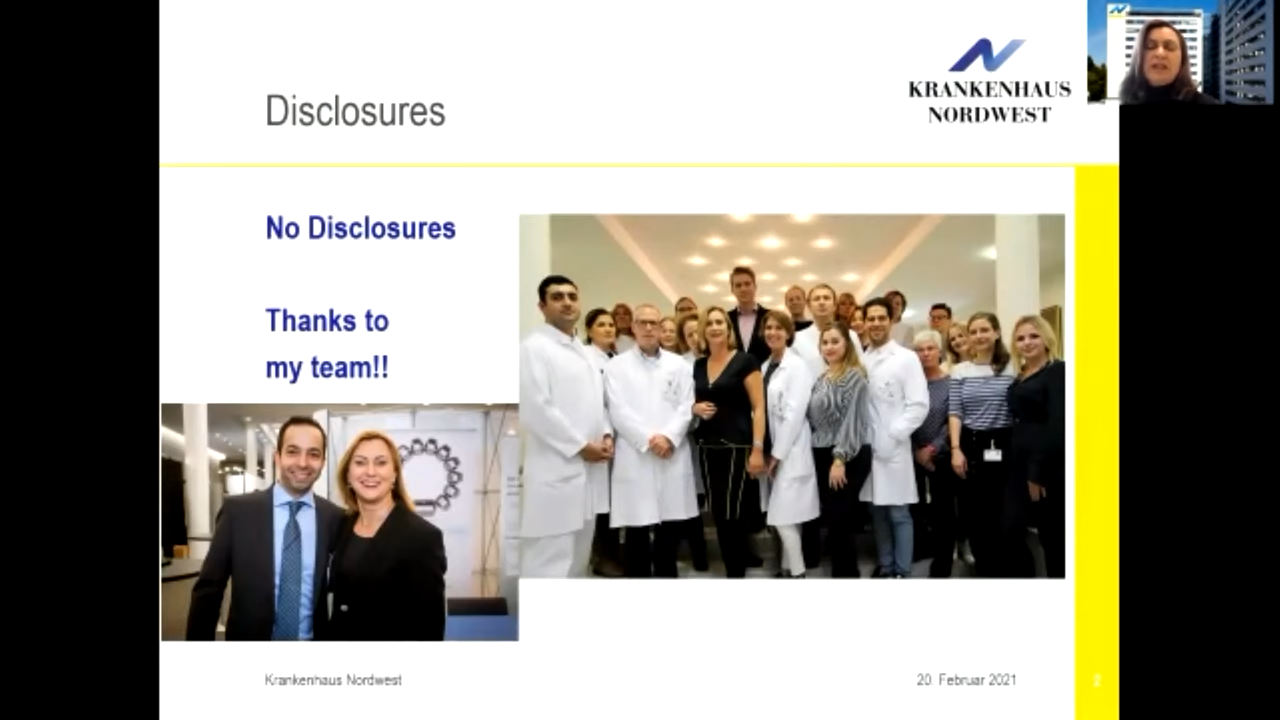 Disclosures
KRANKENHAUS
NORDWEST
No Disclosures
Thanks to
my team!!
Krankenhaus Nordwest
20. Februar 2021